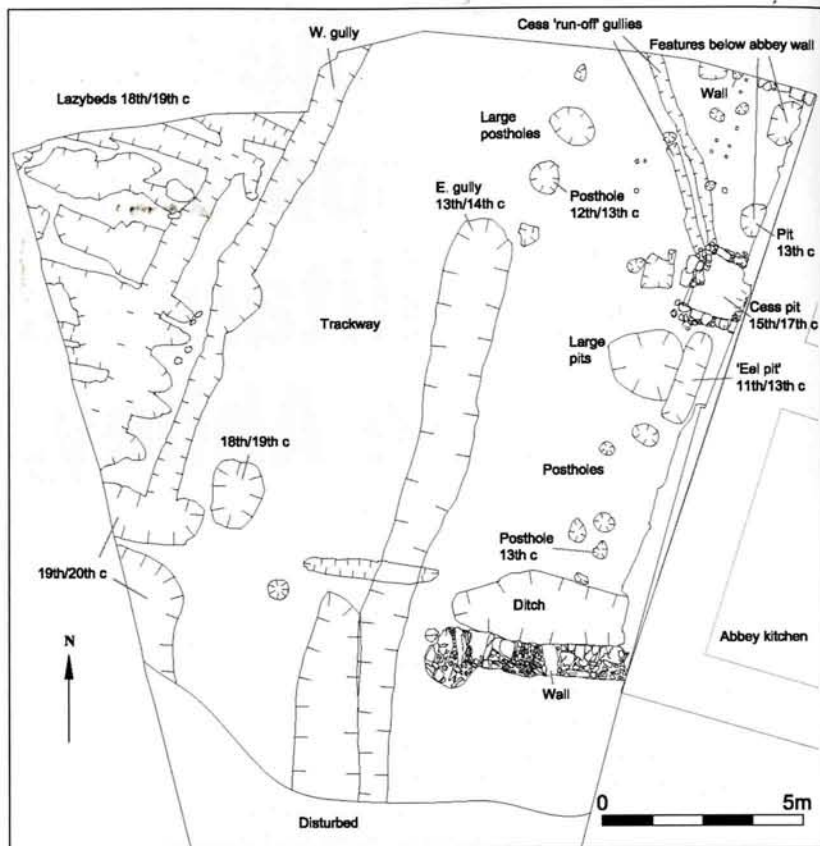 Cess 'run-off' gullies
W. gully
Features below abbey wall
Wall
Lazybeds 18th/19th c
Large
postholes
E. gully
13th/14th c
Posthole
12th/13th c
Pit
13th c
Cess pit
15th/17th c
Trackway
Large
pits
'Eel pit'
11th/13th c
18th/19th c
Postholes
Posthole
13th c
19th/20th c
Ditch
N
Abbey kitchen
Wall
0
5m
Disturbed